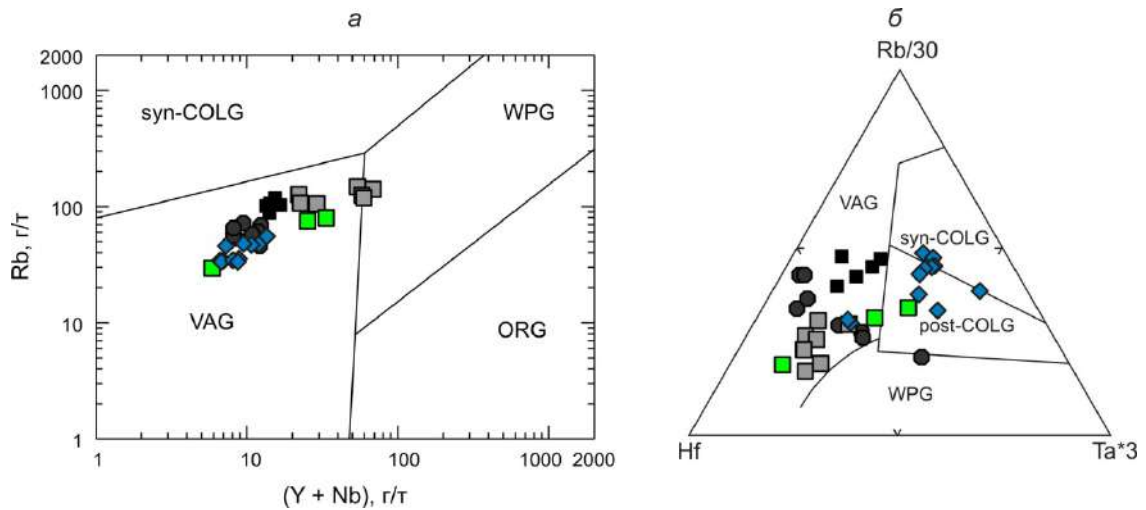 а
2000
1000
100
10
1
Rb, г/т
syn-COLG
WPG
VAG
ORG
1
10
100
1000
2000
(Y + Nb), г/т
б
Rb/30
VAG
syn-COLG
post-COLG
WPG
Hf
Ta*3